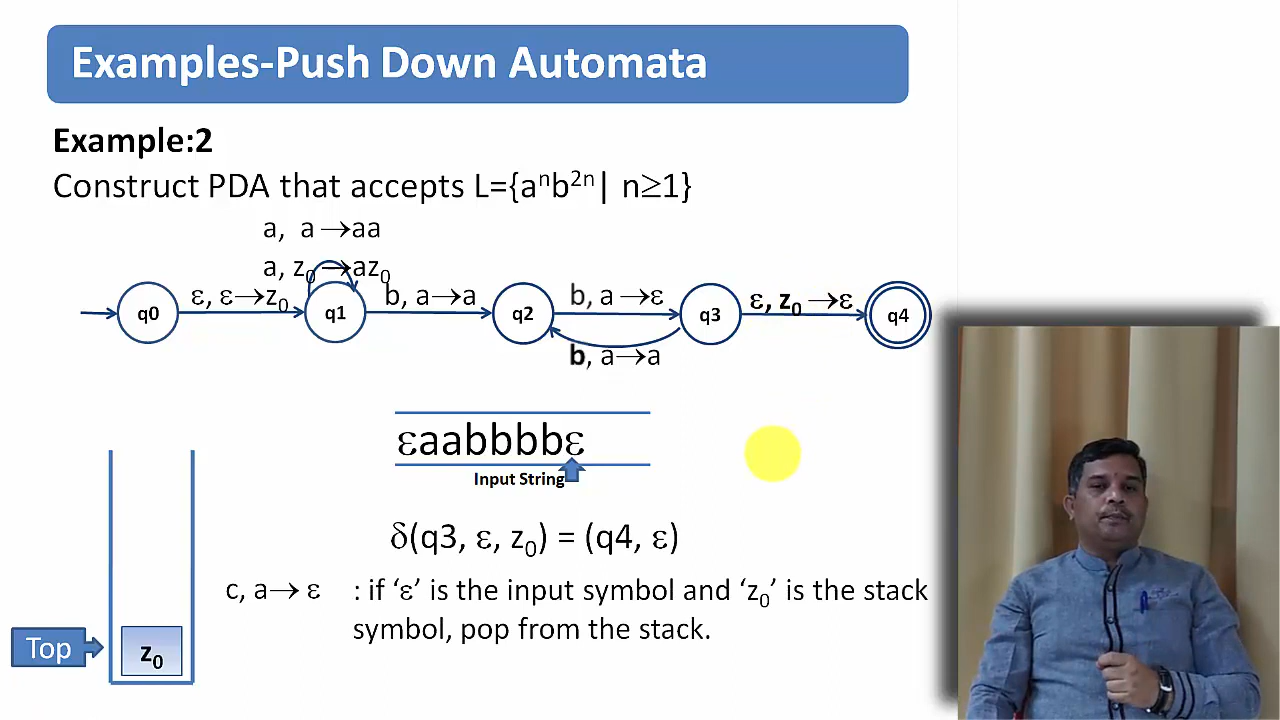 Examples-Push Down Automata
Example:2
Construct PDA that accepts L={aⁿb²ⁿ| n≥1}
a, a→aa
a, z₀→az₀
q0 ε, ε→z₀ q1 b, a→a q2 b, a→ε q3 ε, z₀→ε q4
b, a→a
εaabbbbε
Input String
δ(q3, ε, z₀) = (q4, ε)
c, a→ ε : if ‘ε’ is the input symbol and ‘z₀’ is the stack
symbol, pop from the stack.
Top z₀